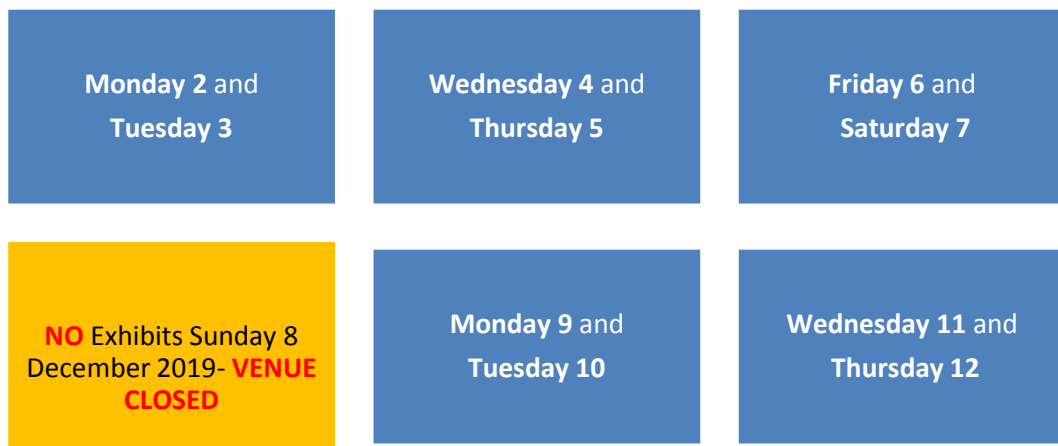 Monday 2 and
Tuesday 3
Wednesday 4 and
Thursday 5
Friday 6 and
Saturday 7
NO Exhibits Sunday 8
December 2019- VENUE
CLOSED
Monday 9 and
Tuesday 10
Wednesday 11 and
Thursday 12